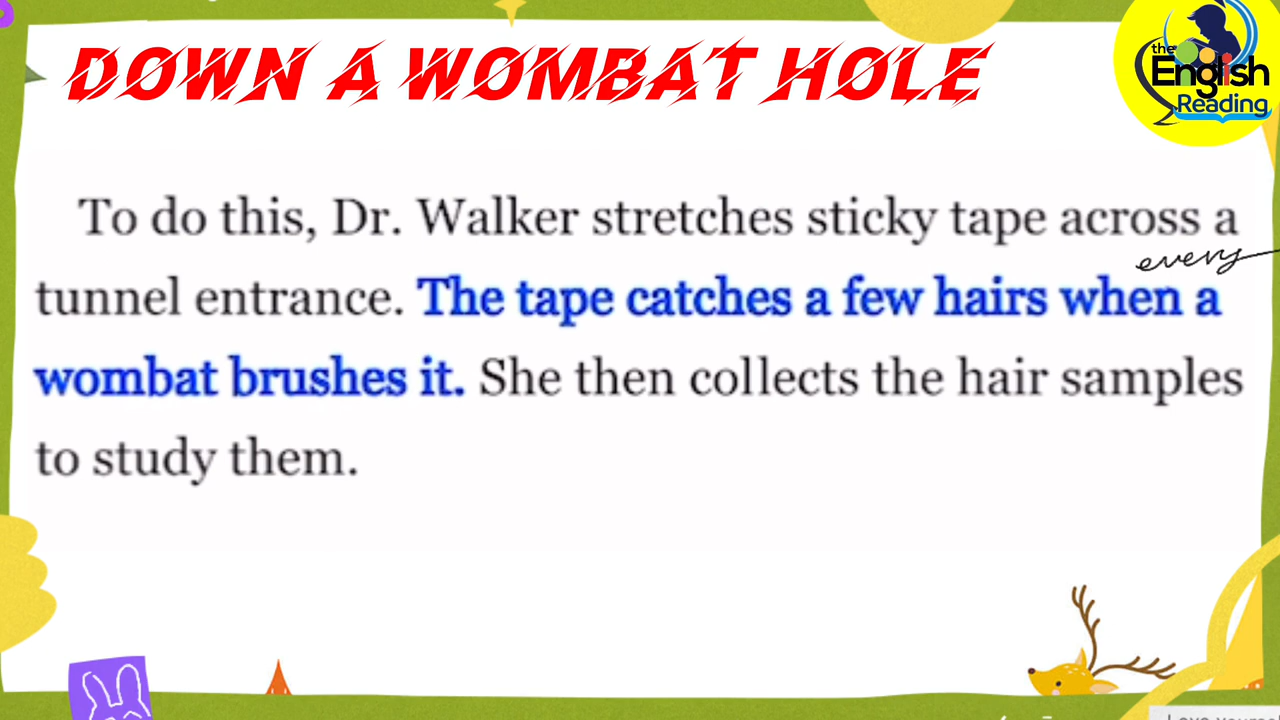 DOWN A WOMBAT HOLE
the
English
Reading
To do this, Dr. Walker stretches sticky tape across a
every
tunnel entrance. The tape catches a few hairs when a
wombat brushes it. She then collects the hair samples
to study them.